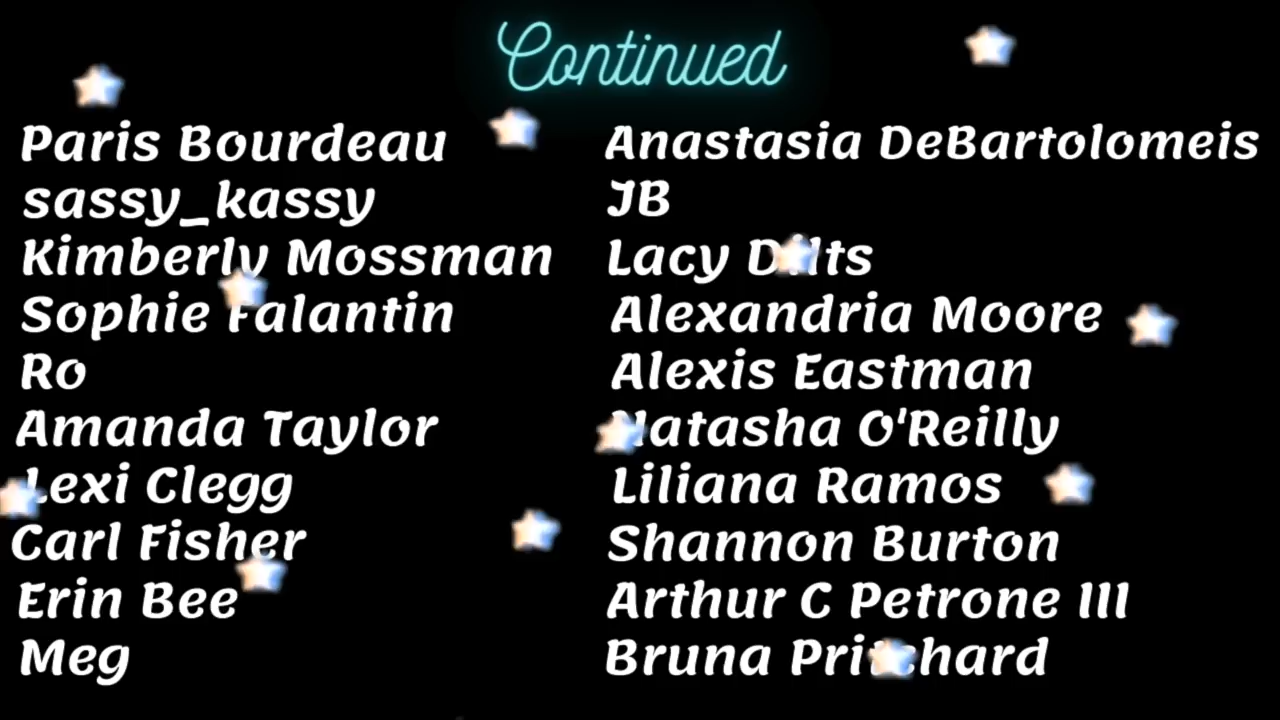 Continued
Paris Bourdeau
sassy_kassy
Kimberly Mossman
Sophie Falantin
Ro
Amanda Taylor
Lexi Clegg
Carl Fisher
Erin Bee
Meg
Anastasia DeBartolomeis
JB
Lacy
Alexandria Moore
Alexis Eastman
Natasha O'Reilly
Liliana Ramos
Shannon Burton
Arthur C Petrone III
Bruna Pritchard